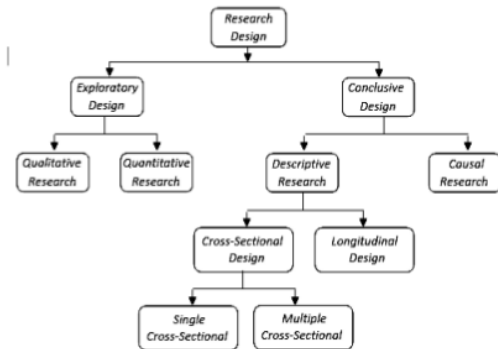 Research
Design
Exploratory
Design
Conclusive
Design
Qualitative
Research
Quantitative
Research
Descriptive
Research
Causal
Research
Cross-Sectional
Design
Longitudinal
Design
Single
Cross-Sectional
Multiple
Cross-Sectional